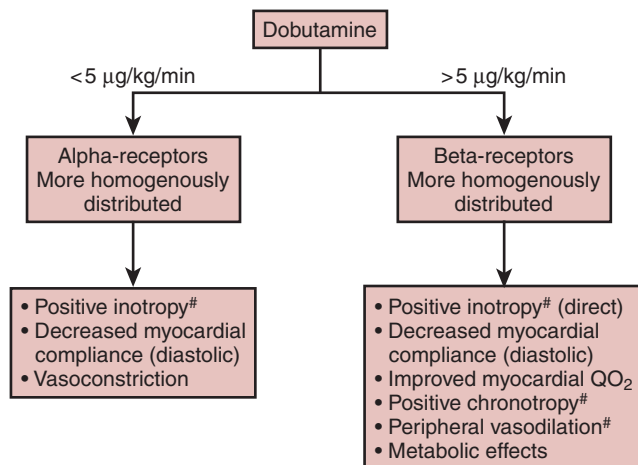 Dobutamine
<5 μg/kg/min
>5 μg/kg/min
Alpha-receptors
More homogenously
distributed
Beta-receptors
More homogenously
distributed
• Positive inotropy#
• Decreased myocardial
compliance (diastolic)
• Vasoconstriction
• Positive inotropy# (direct)
• Decreased myocardial
compliance (diastolic)
• Improved myocardial QO₂
• Positive chronotropy#
• Peripheral vasodilation#
• Metabolic effects